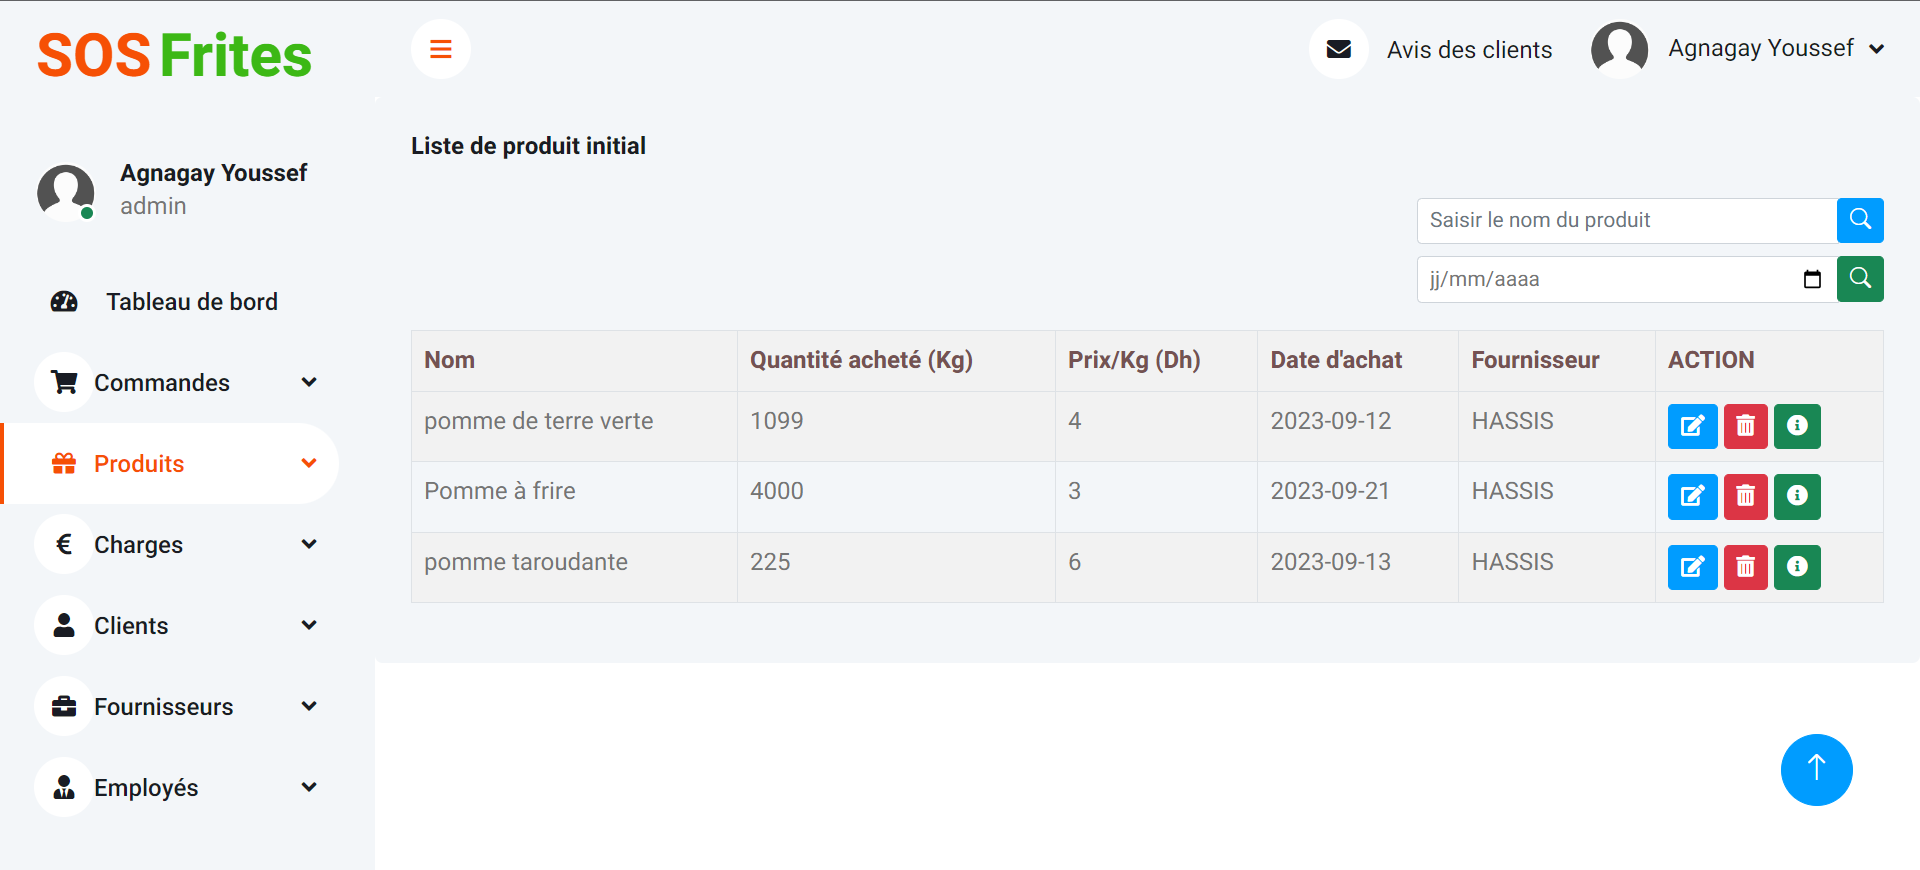 SOS Frites
Avis des clients
Agnagay Youssef
Agnagay Youssef
admin
Tableau de bord
Commandes
Produits
Charges
Clients
Fournisseurs
Employés
Liste de produit initial
Saisir le nom du produit
jj/mm/aaaa
Nom Quantité acheté (Kg) Prix/Kg (Dh) Date d'achat Fournisseur ACTION
pomme de terre verte 1099 4 2023-09-12 HASSIS
Pomme à frire 4000 3 2023-09-21 HASSIS
pomme taroudante 225 6 2023-09-13 HASSIS